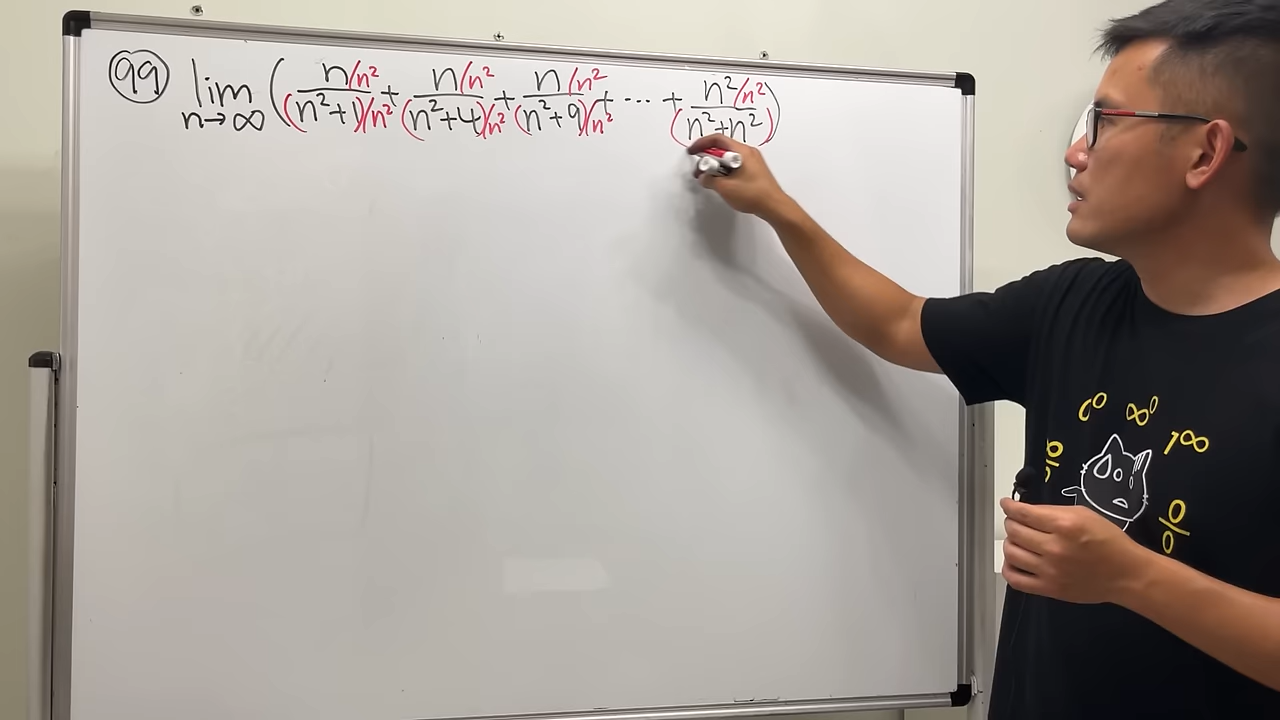 99 lim n→∞ ( n/n² / (n²+1)/n² + n/n² / (n²+4)/n² + n/n² / (n²+9)/n² + ... + n²/n² / (n²+n²) )
0⁰ ∞⁰ 1^∞
0/0